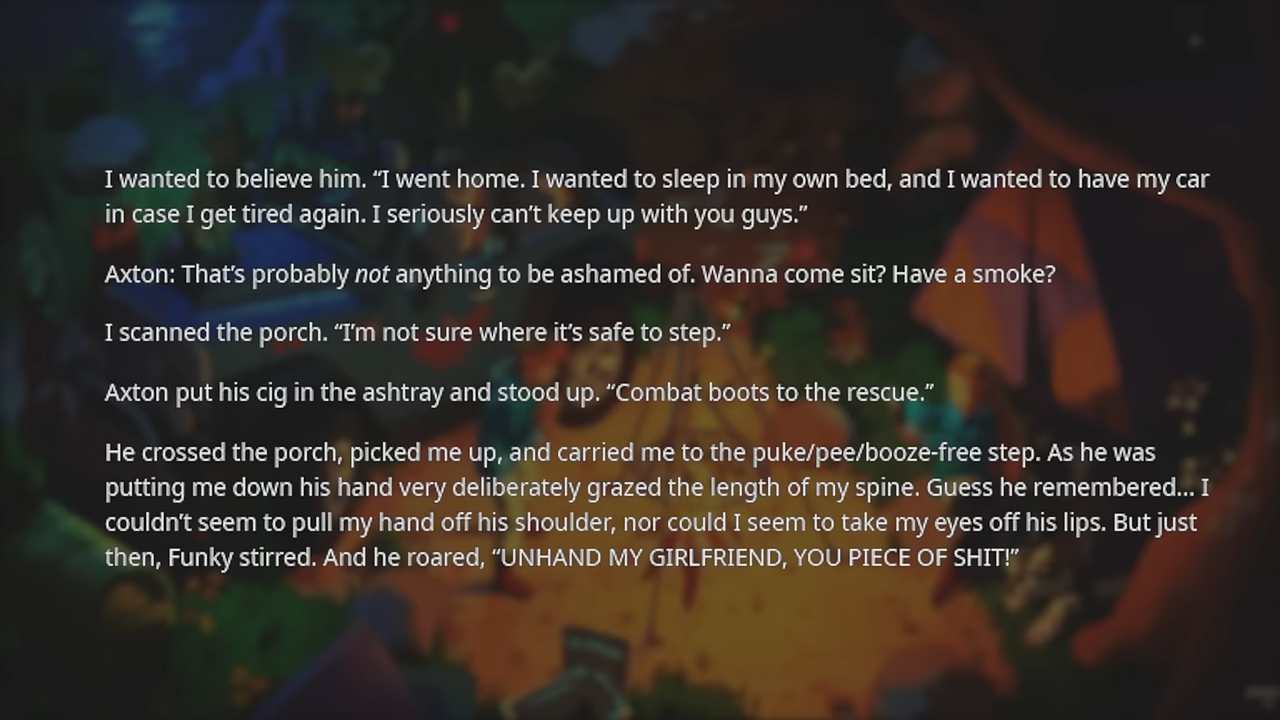 I wanted to believe him. “I went home. I wanted to sleep in my own bed, and I wanted to have my car
in case I get tired again. I seriously can’t keep up with you guys.”
Axton: That’s probably not anything to be ashamed of. Wanna come sit? Have a smoke?
I scanned the porch. “I’m not sure where it’s safe to step.”
Axton put his cig in the ashtray and stood up. “Combat boots to the rescue.”
He crossed the porch, picked me up, and carried me to the puke/pee/booze-free step. As he was
putting me down his hand very deliberately grazed the length of my spine. Guess he remembered... I
couldn’t seem to pull my hand off his shoulder, nor could I seem to take my eyes off his lips. But just
then, Funky stirred. And he roared, “UNHAND MY GIRLFRIEND, YOU PIECE OF SHIT!”